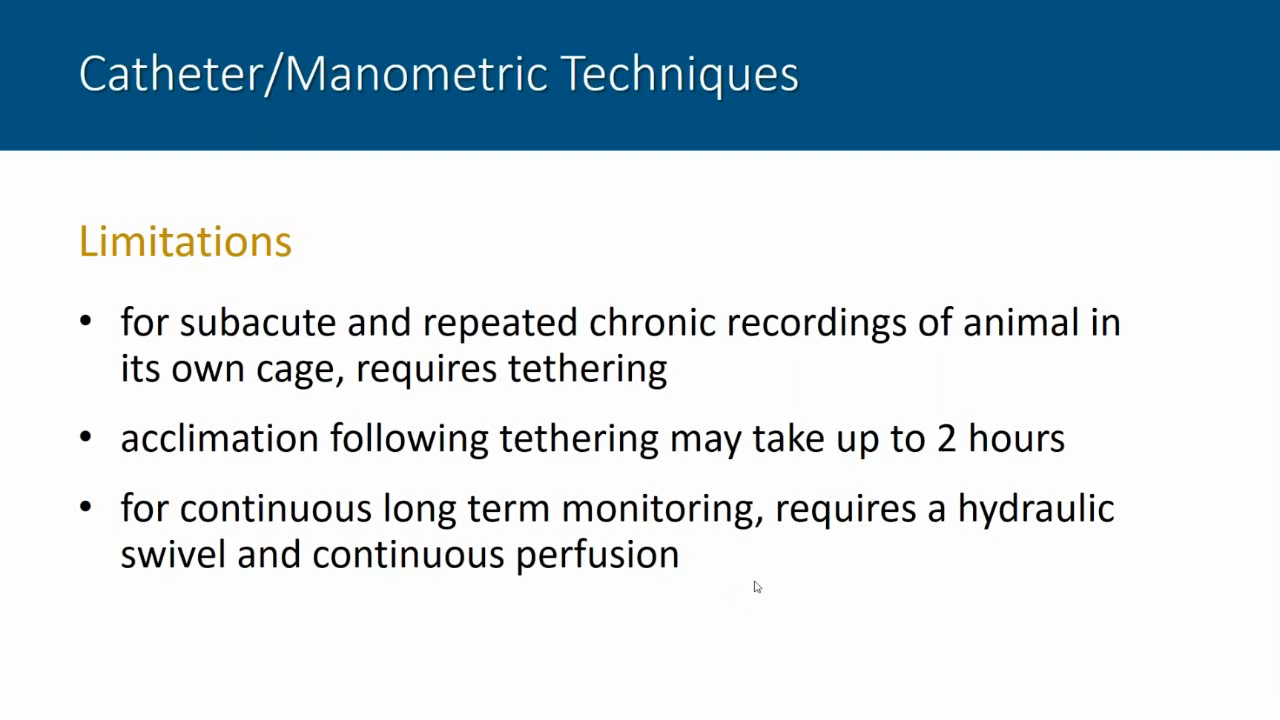 Catheter/Manometric Techniques
Limitations
• for subacute and repeated chronic recordings of animal in
its own cage, requires tethering
• acclimation following tethering may take up to 2 hours
• for continuous long term monitoring, requires a hydraulic
swivel and continuous perfusion